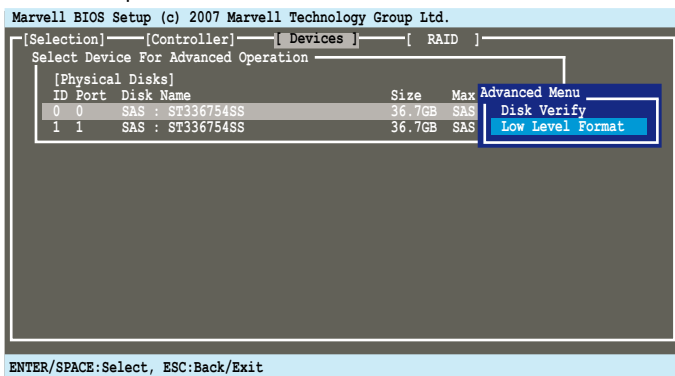 Marvell BIOS Setup (c) 2007 Marvell Technology Group Ltd.
[Selection] [Controller] [ Devices ] [ RAID ]
Select Device For Advanced Operation
[Physical Disks]
ID Port Disk Name Size Max
0 0 SAS : ST336754SS 36.7GB SAS
1 1 SAS : ST336754SS 36.7GB SAS
Advanced Menu
Disk Verify
Low Level Format
ENTER/SPACE:Select, ESC:Back/Exit